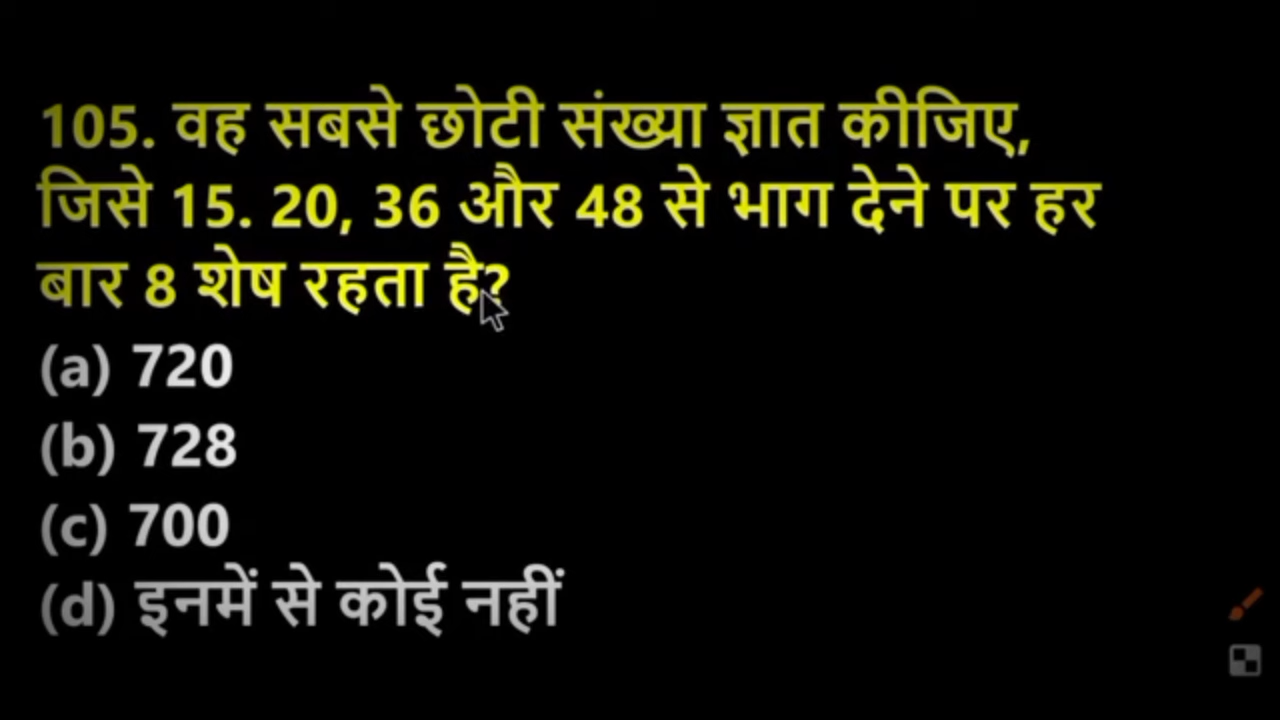 105. वह सबसे छोटी संख्या ज्ञात कीजिए,
जिसे 15. 20, 36 और 48 से भाग देने पर हर
बार 8 शेष रहता है?
(a) 720
(b) 728
(c) 700
(d) इनमें से कोई नहीं